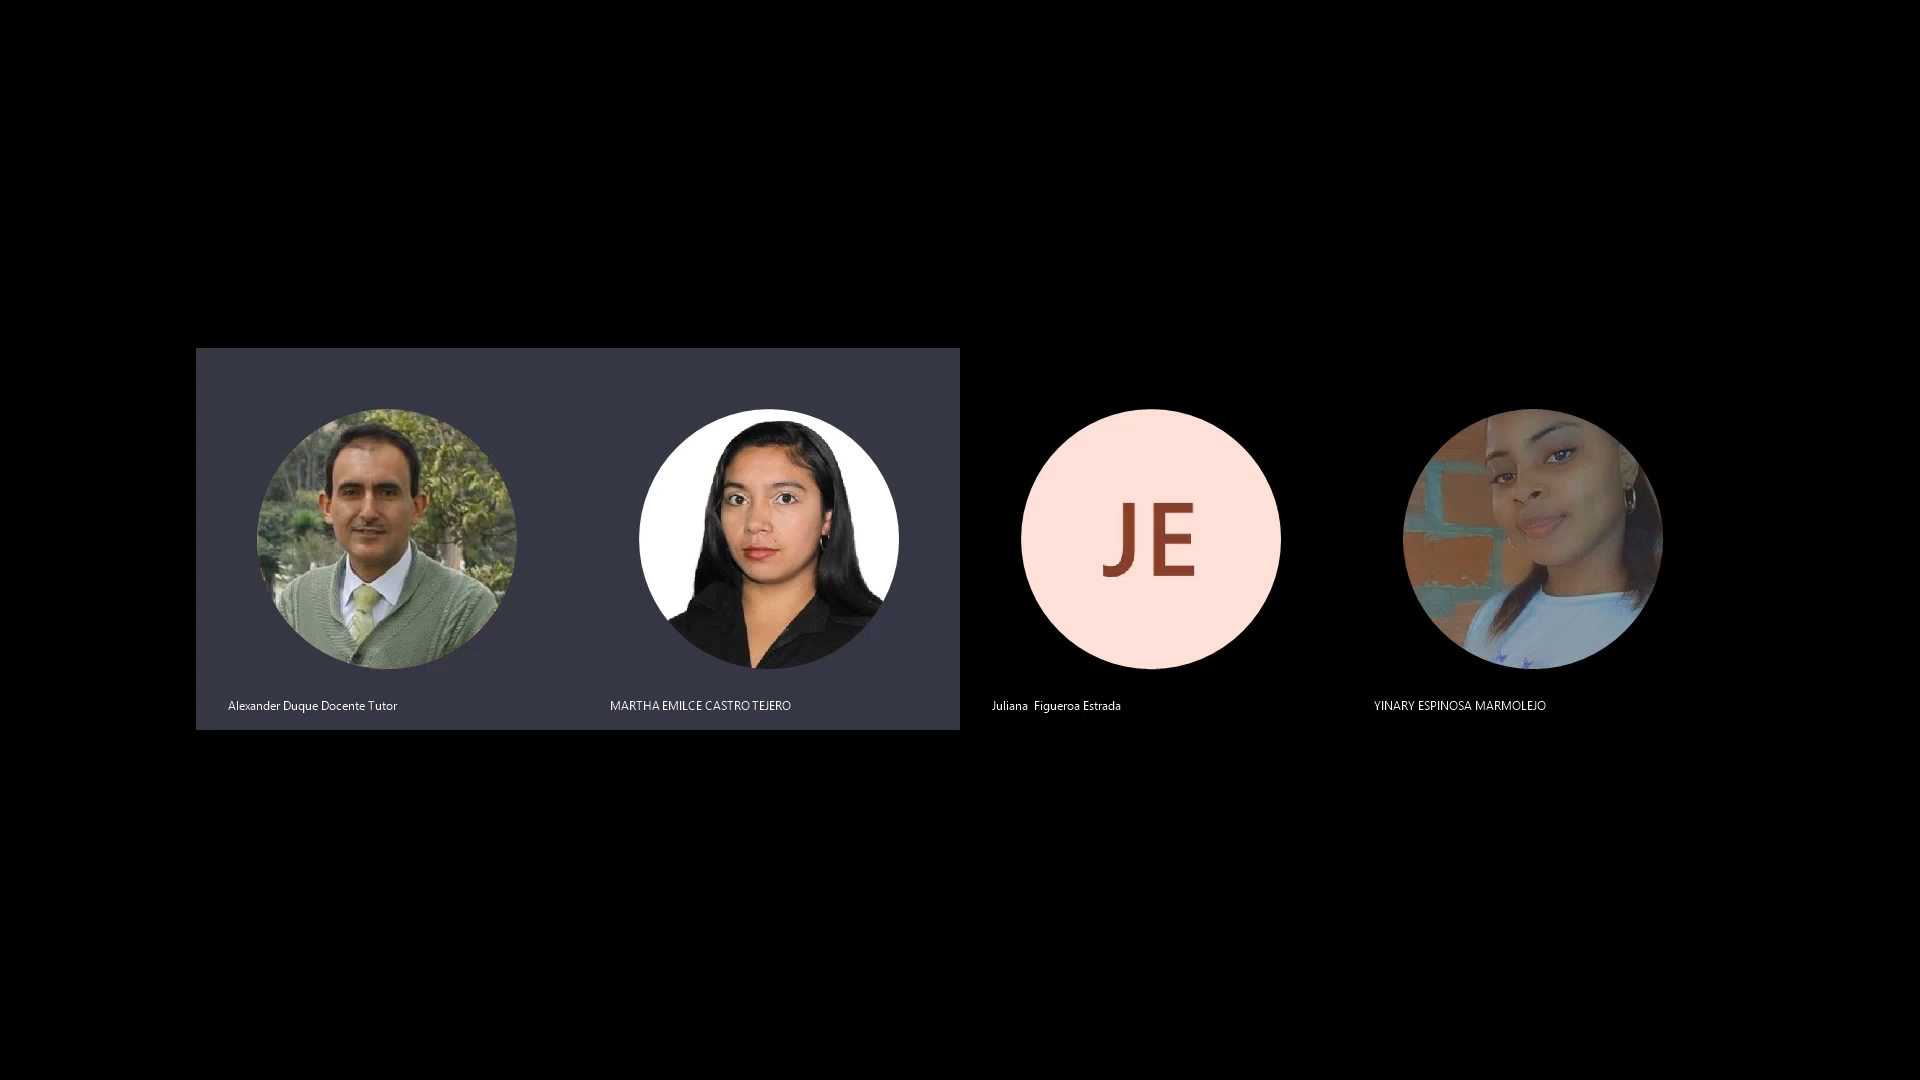 JE
Alexander Duque Docente Tutor
MARTHA EMILCE CASTRO TEJERO
Juliana  Figueroa Estrada
YINARY ESPINOSA MARMOLEJO